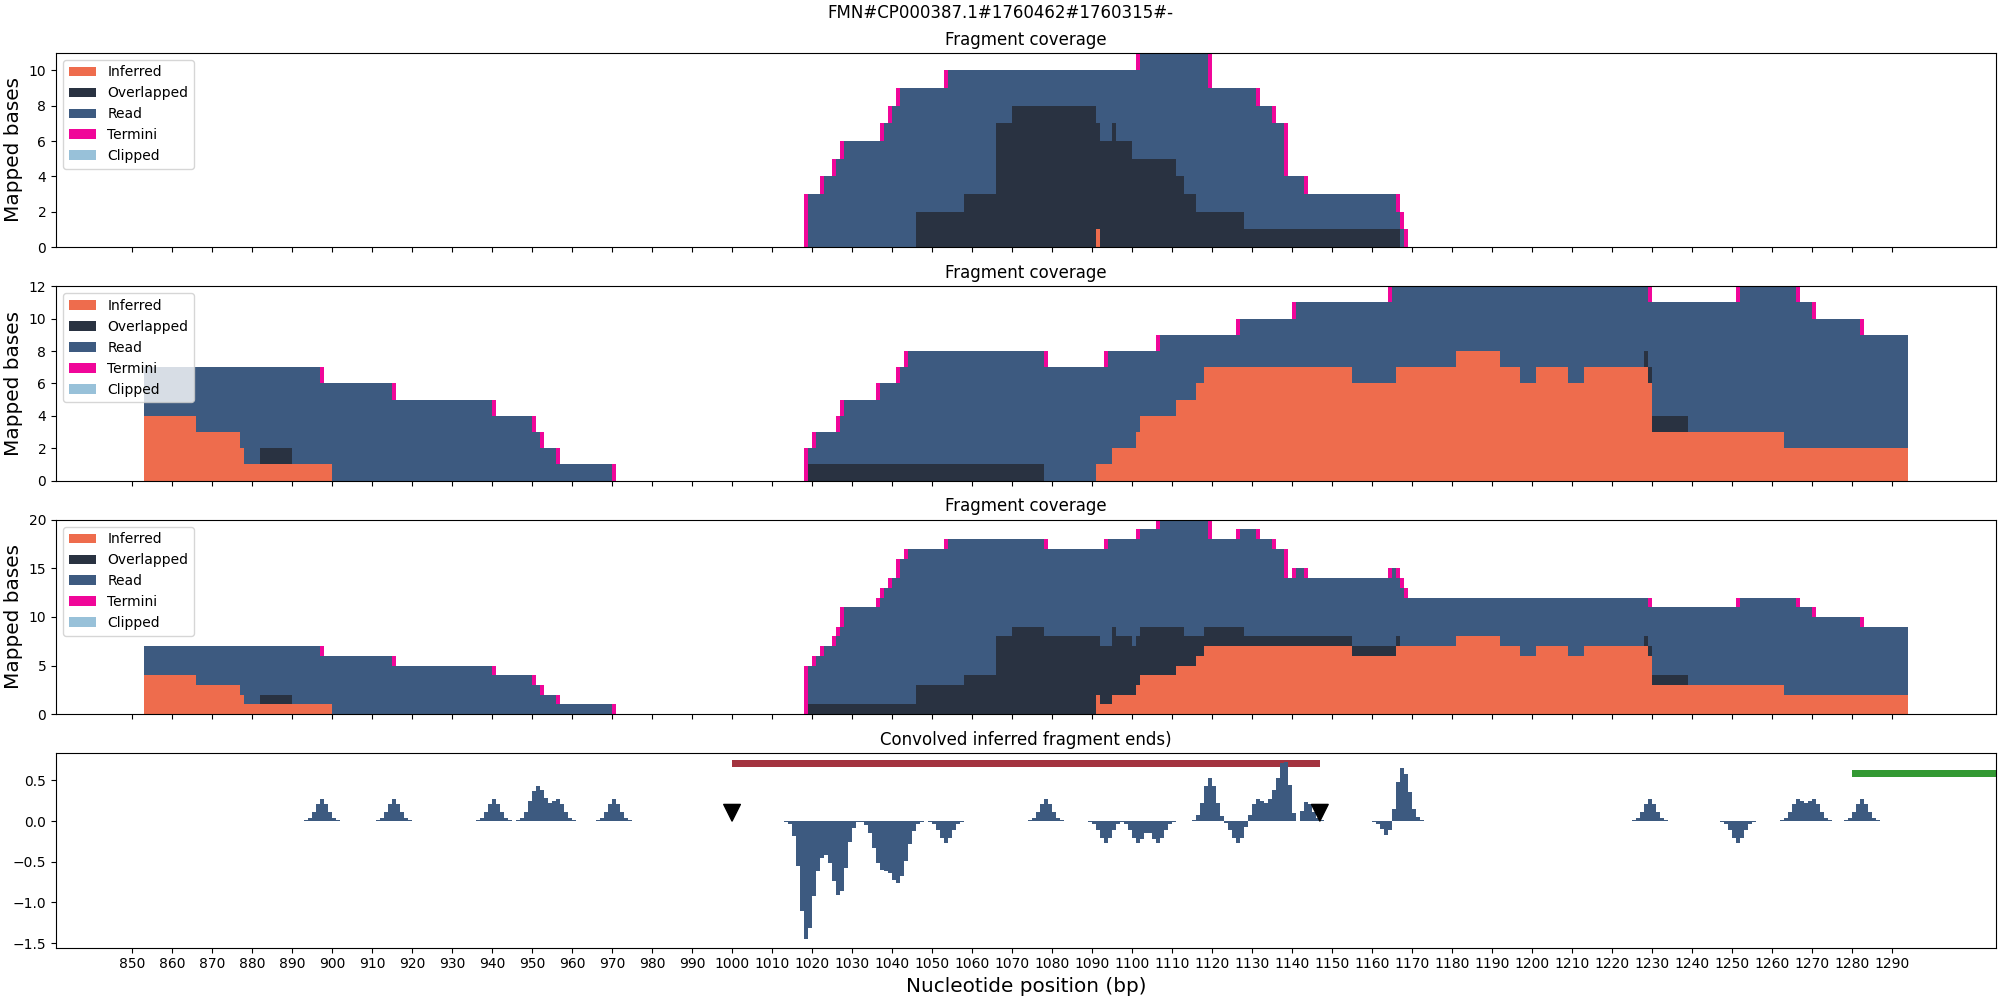 FMN#CP000387.1#1760462#1760315#-
Fragment coverage
Mapped bases
10
8
6
4
2
0
Inferred
Overlapped
Read
Termini
Clipped
Fragment coverage
Mapped bases
12
10
8
6
4
2
0
Inferred
Overlapped
Read
Termini
Clipped
Fragment coverage
Mapped bases
20
15
10
5
0
Inferred
Overlapped
Read
Termini
Clipped
Convolved inferred fragment ends)
0.5
0.0
−0.5
−1.0
−1.5
850 860 870 880 890 900 910 920 930 940 950 960 970 980 990 1000 1010 1020 1030 1040 1050 1060 1070 1080 1090 1100 1110 1120 1130 1140 1150 1160 1170 1180 1190 1200 1210 1220 1230 1240 1250 1260 1270 1280 1290
Nucleotide position (bp)